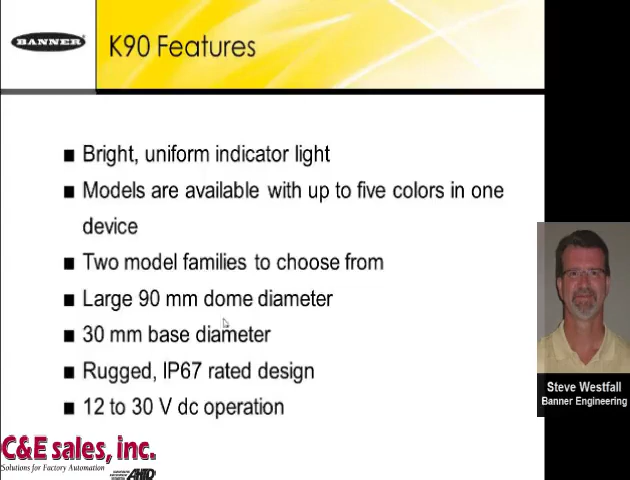 BANNER
K90 Features
■ Bright, uniform indicator light
■ Models are available with up to five colors in one
device
■ Two model families to choose from
■ Large 90 mm dome diameter
■ 30 mm base diameter
■ Rugged, IP67 rated design
■ 12 to 30 V dc operation
Steve Westfall
Banner Engineering
C&E sales, inc.
Solutions for Factory Automation